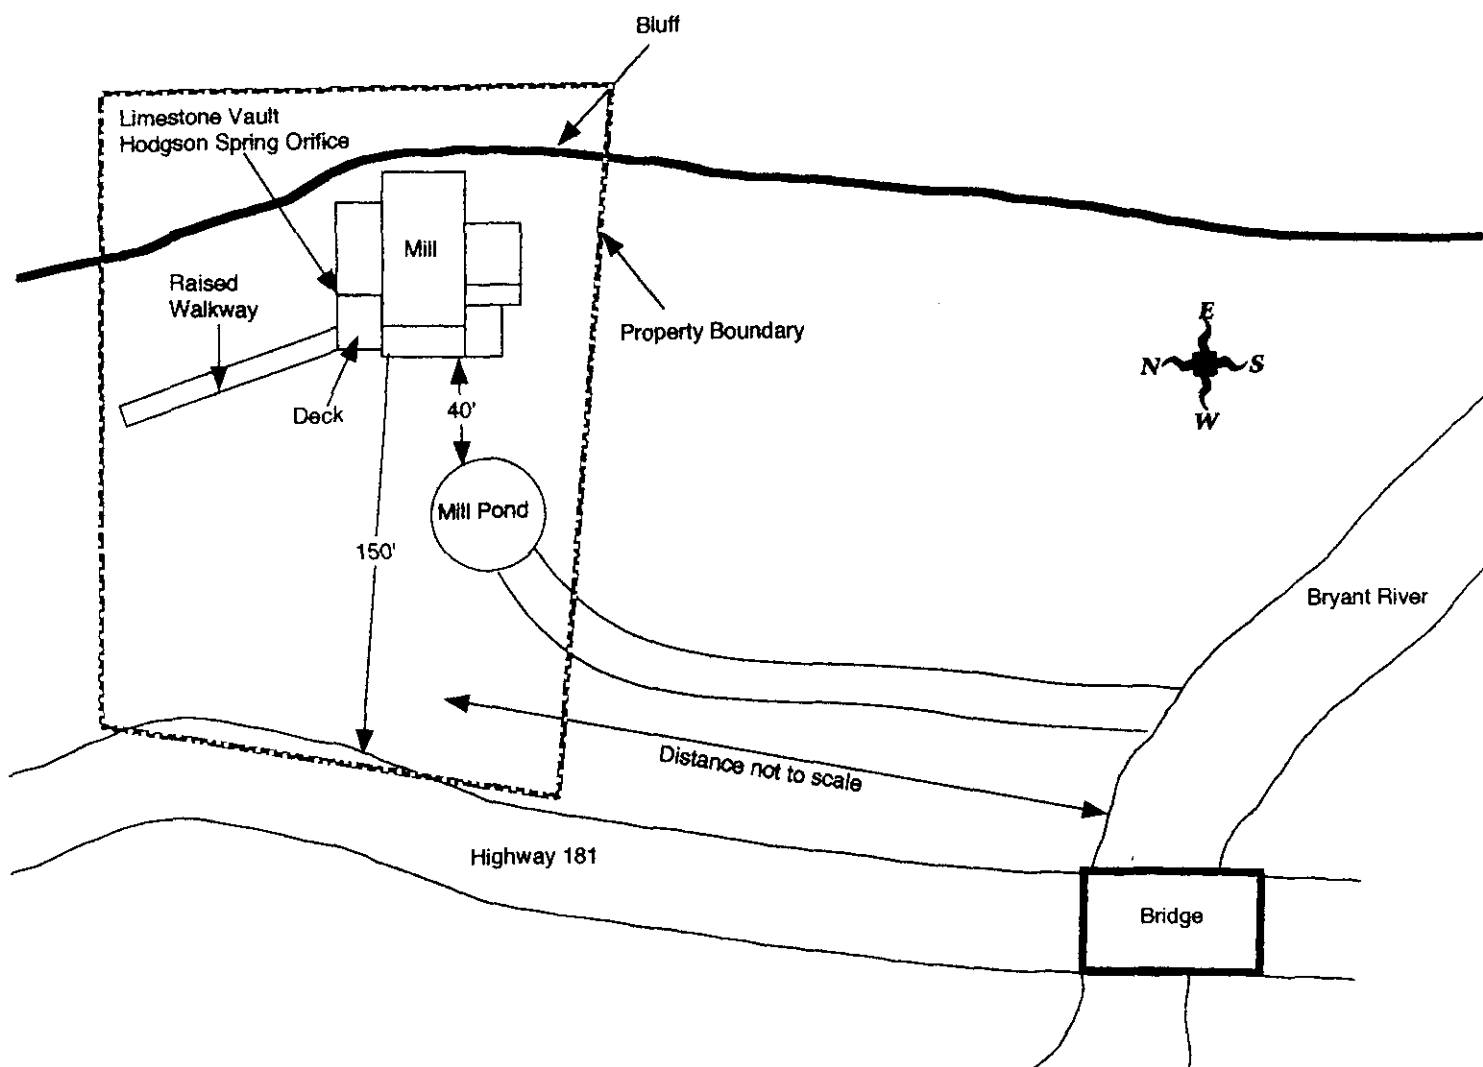 Bluff
Limestone Vault
Hodgson Spring Orifice
Mill
Raised
Walkway
Property Boundary
E
N
S
W
Deck
40'
Mill Pond
150'
Bryant River
Distance not to scale
Highway 181
Bridge